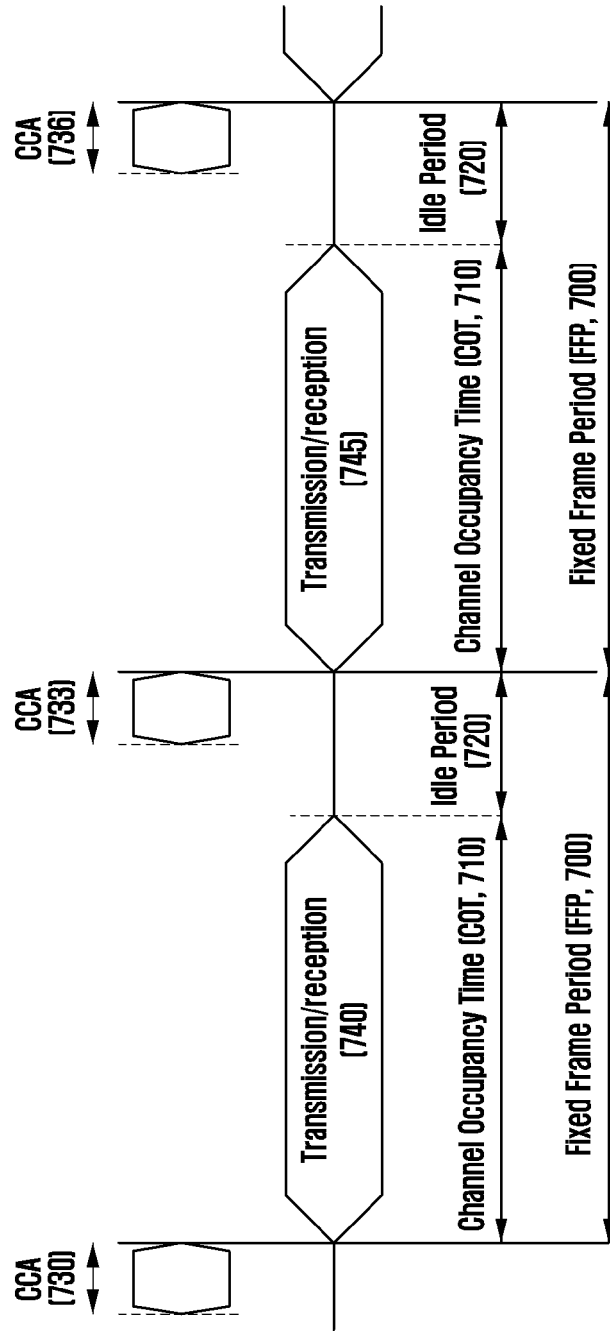 CCA
(730)
CCA
(733)
CCA
(736)
Transmission/reception
(740)
Transmission/reception
(745)
Channel Occupancy Time (COT, 710)
Idle Period
(720)
Channel Occupancy Time (COT, 710)
Idle Period
(720)
Fixed Frame Period (FFP, 700)
Fixed Frame Period (FFP, 700)